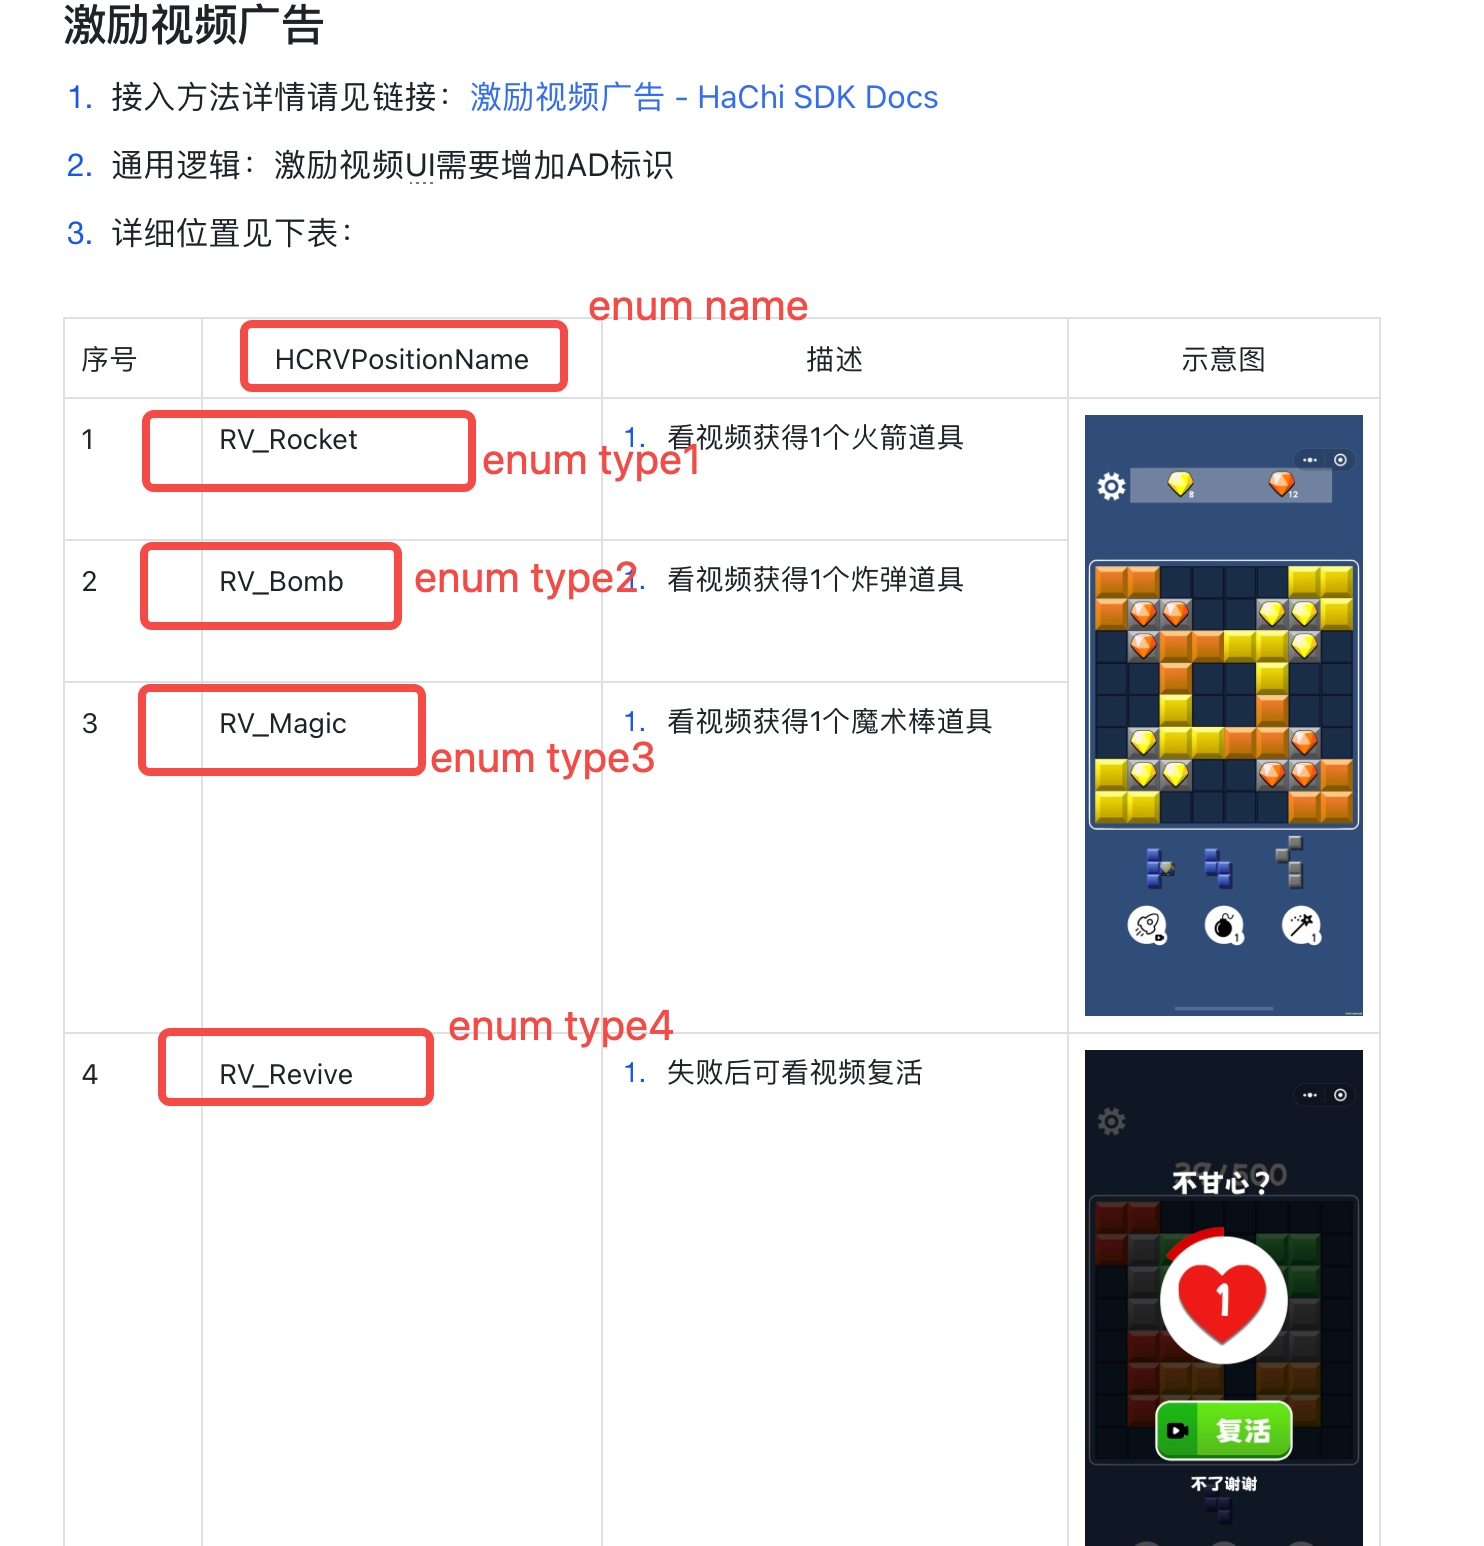 激励视频广告
1. 接入方法详情请见链接：激励视频广告 - HaChi SDK Docs
2. 通用逻辑：激励视频UI需要增加AD标识
3. 详细位置见下表：
enum name
序号 HCRVPositionName 描述 示意图
1 RV_Rocket 1. 看视频获得1个火箭道具
enum type1
8 12
2 RV_Bomb enum type2 1. 看视频获得1个炸弹道具
3 RV_Magic 1. 看视频获得1个魔术棒道具
enum type3
1 1
enum type4
4 RV_Revive 1. 失败后可看视频复活
不甘心？
1
复活
不了谢谢